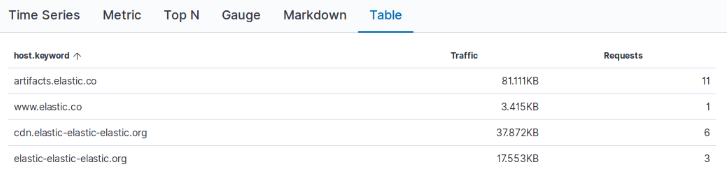 Time Series Metric Top N Gauge Markdown Table
host.keyword ↑ Traffic Requests
artifacts.elastic.co 81.111KB 11
www.elastic.co 3.415KB 1
cdn.elastic-elastic-elastic.org 37.872KB 6
elastic-elastic-elastic.org 17.553KB 3